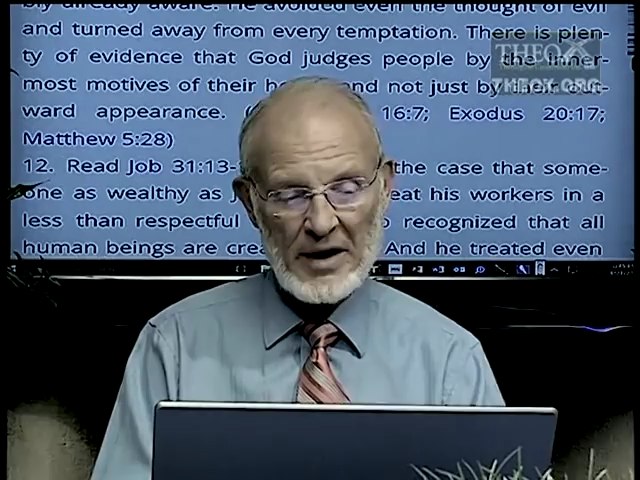 bly already aware. He avoided even the thought of evil
and turned away from every temptation. There is plen-
ty of evidence that God judges people by the inner-
most motives of their and not just by their out-
ward appearance. 16:7; Exodus 20:17;
Matthew 5:28)
12. Read Job 31:13- the case that some-
one as wealthy as his workers in a
less than respectful recognized that all
human beings are And he treated even
THEOX
THEOX.ORG